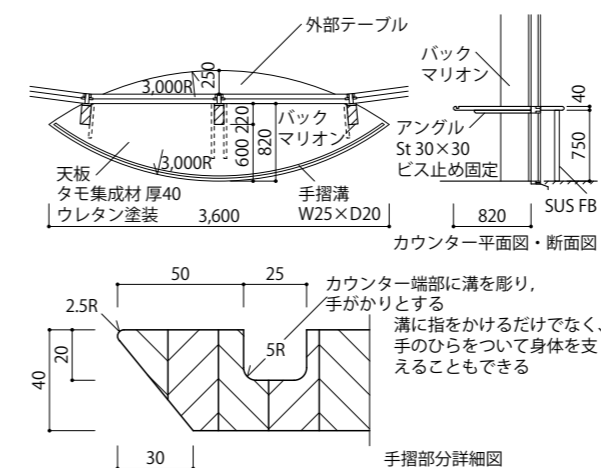 外部テーブル
3,000R
250
バック
マリオン
220
600
820
3,000R
天板
タモ集成材 厚40
ウレタン塗装
手摺溝
W25×D20
3,600
バック
マリオン
アングル
St 30×30
ビス止め固定
40
750
SUS FB
820
カウンター平面図・断面図
50
25
カウンター端部に溝を彫り,
手がかりとする
2.5R
5R
溝に指をかけるだけでなく、
手のひらをついて身体を支
えることもできる
20
40
30
手摺部分詳細図